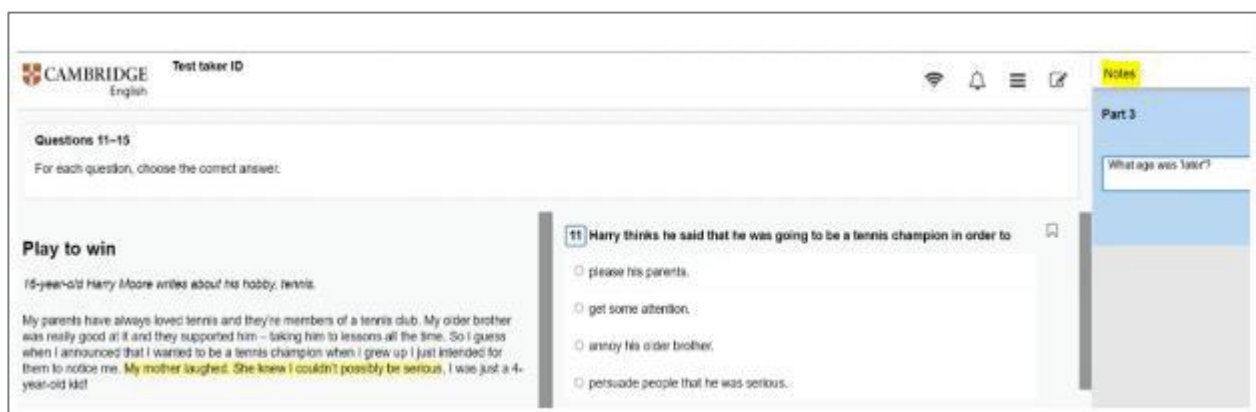 CAMBRIDGE
English
Test taker ID
Questions 11–15
For each question, choose the correct answer.
Play to win
16-year-old Harry Moore writes about his hobby, tennis.
My parents have always loved tennis and they're members of a tennis club. My older brother
was really good at it and they supported him – taking him to lessons all the time. So I guess
when I announced that I wanted to be a tennis champion when I grew up I just intended for
them to notice me. My mother laughed. She knew I couldn't possibly be serious, I was just a 4-
year-old kid!
11 Harry thinks he said that he was going to be a tennis champion in order to
please his parents.
get some attention.
annoy his older brother.
persuade people that he was serious.
Notes
Part 3
What age was 'later'?